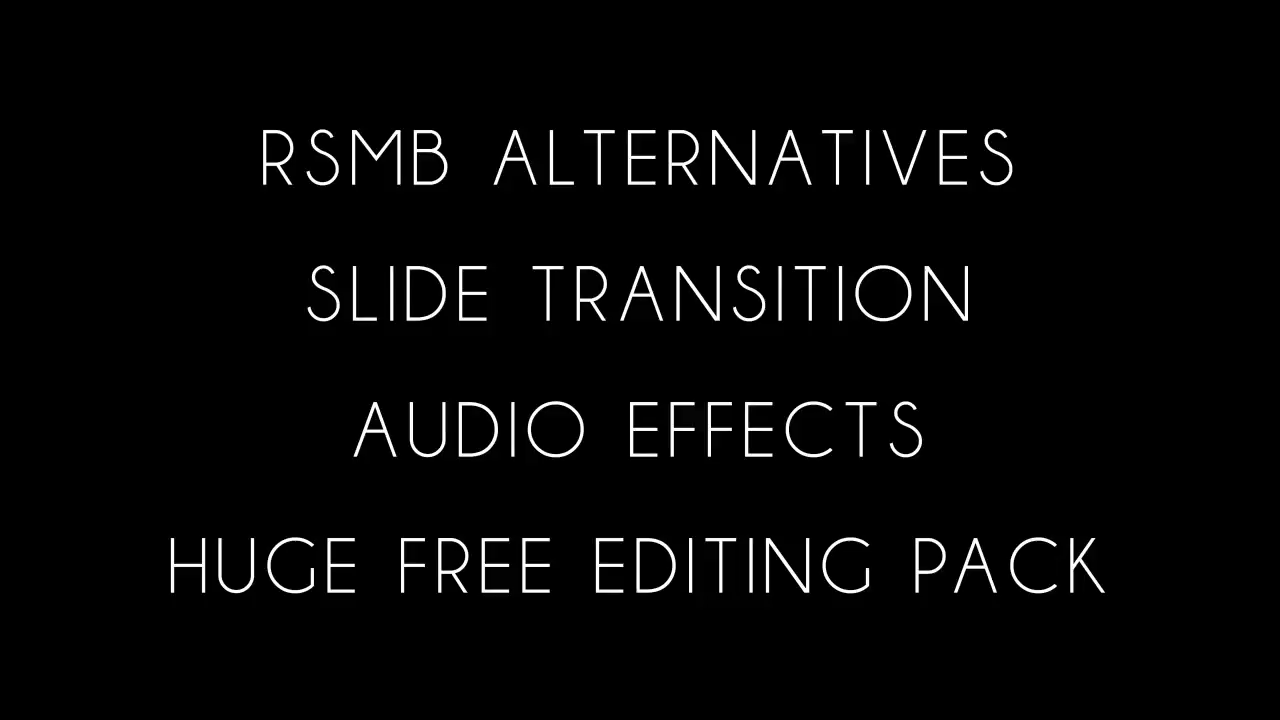 RSMB ALTERNATIVES
SLIDE TRANSITION
AUDIO EFFECTS
HUGE FREE EDITING PACK